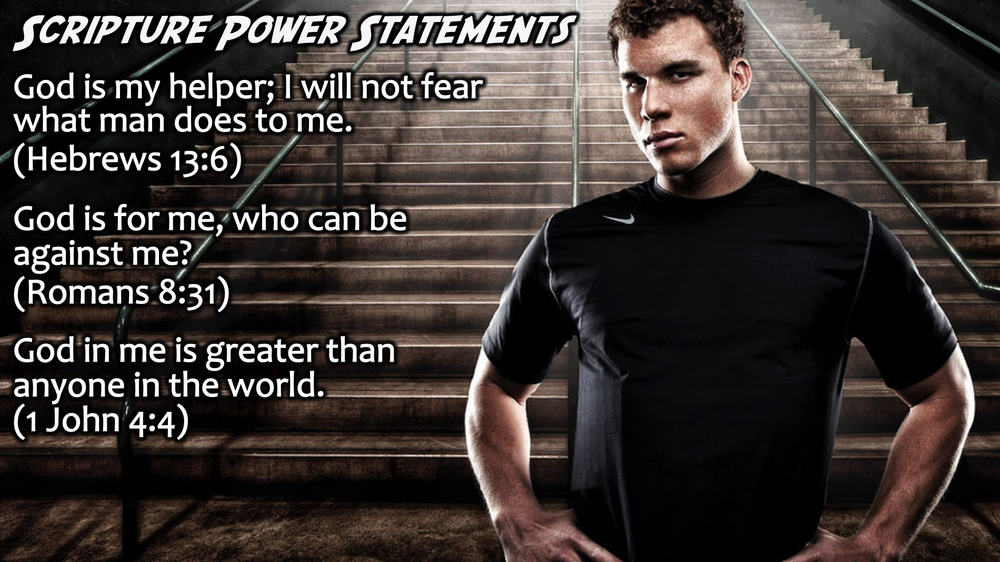 Scripture Power Statements
God is my helper; I will not fear
what man does to me.
(Hebrews 13:6)
God is for me, who can be
against me?
(Romans 8:31)
God in me is greater than
anyone in the world.
(1 John 4:4)